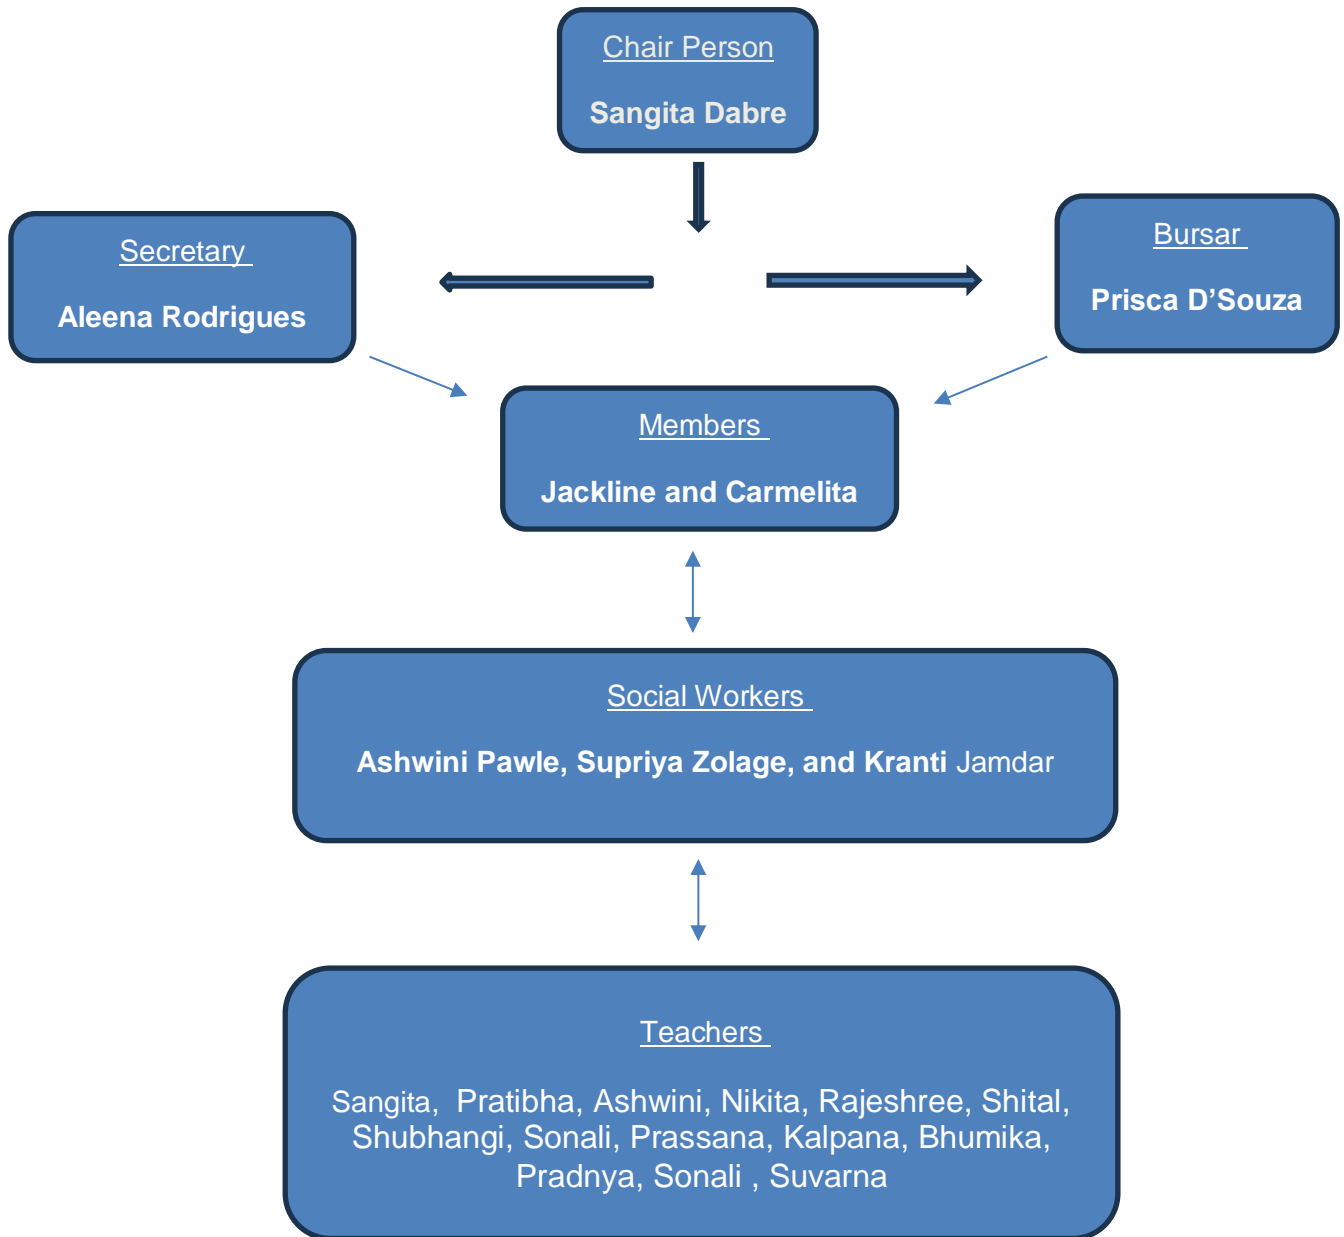 Chair Person
Sangita Dabre
Secretary
Aleena Rodrigues
Bursar
Prisca D’Souza
Members
Jackline and Carmelita
Social Workers
Ashwini Pawle, Supriya Zolage, and Kranti Jamdar
Teachers
Sangita, Pratibha, Ashwini, Nikita, Rajeshree, Shital,
Shubhangi, Sonali, Prassana, Kalpana, Bhumika,
Pradnya, Sonali , Suvarna